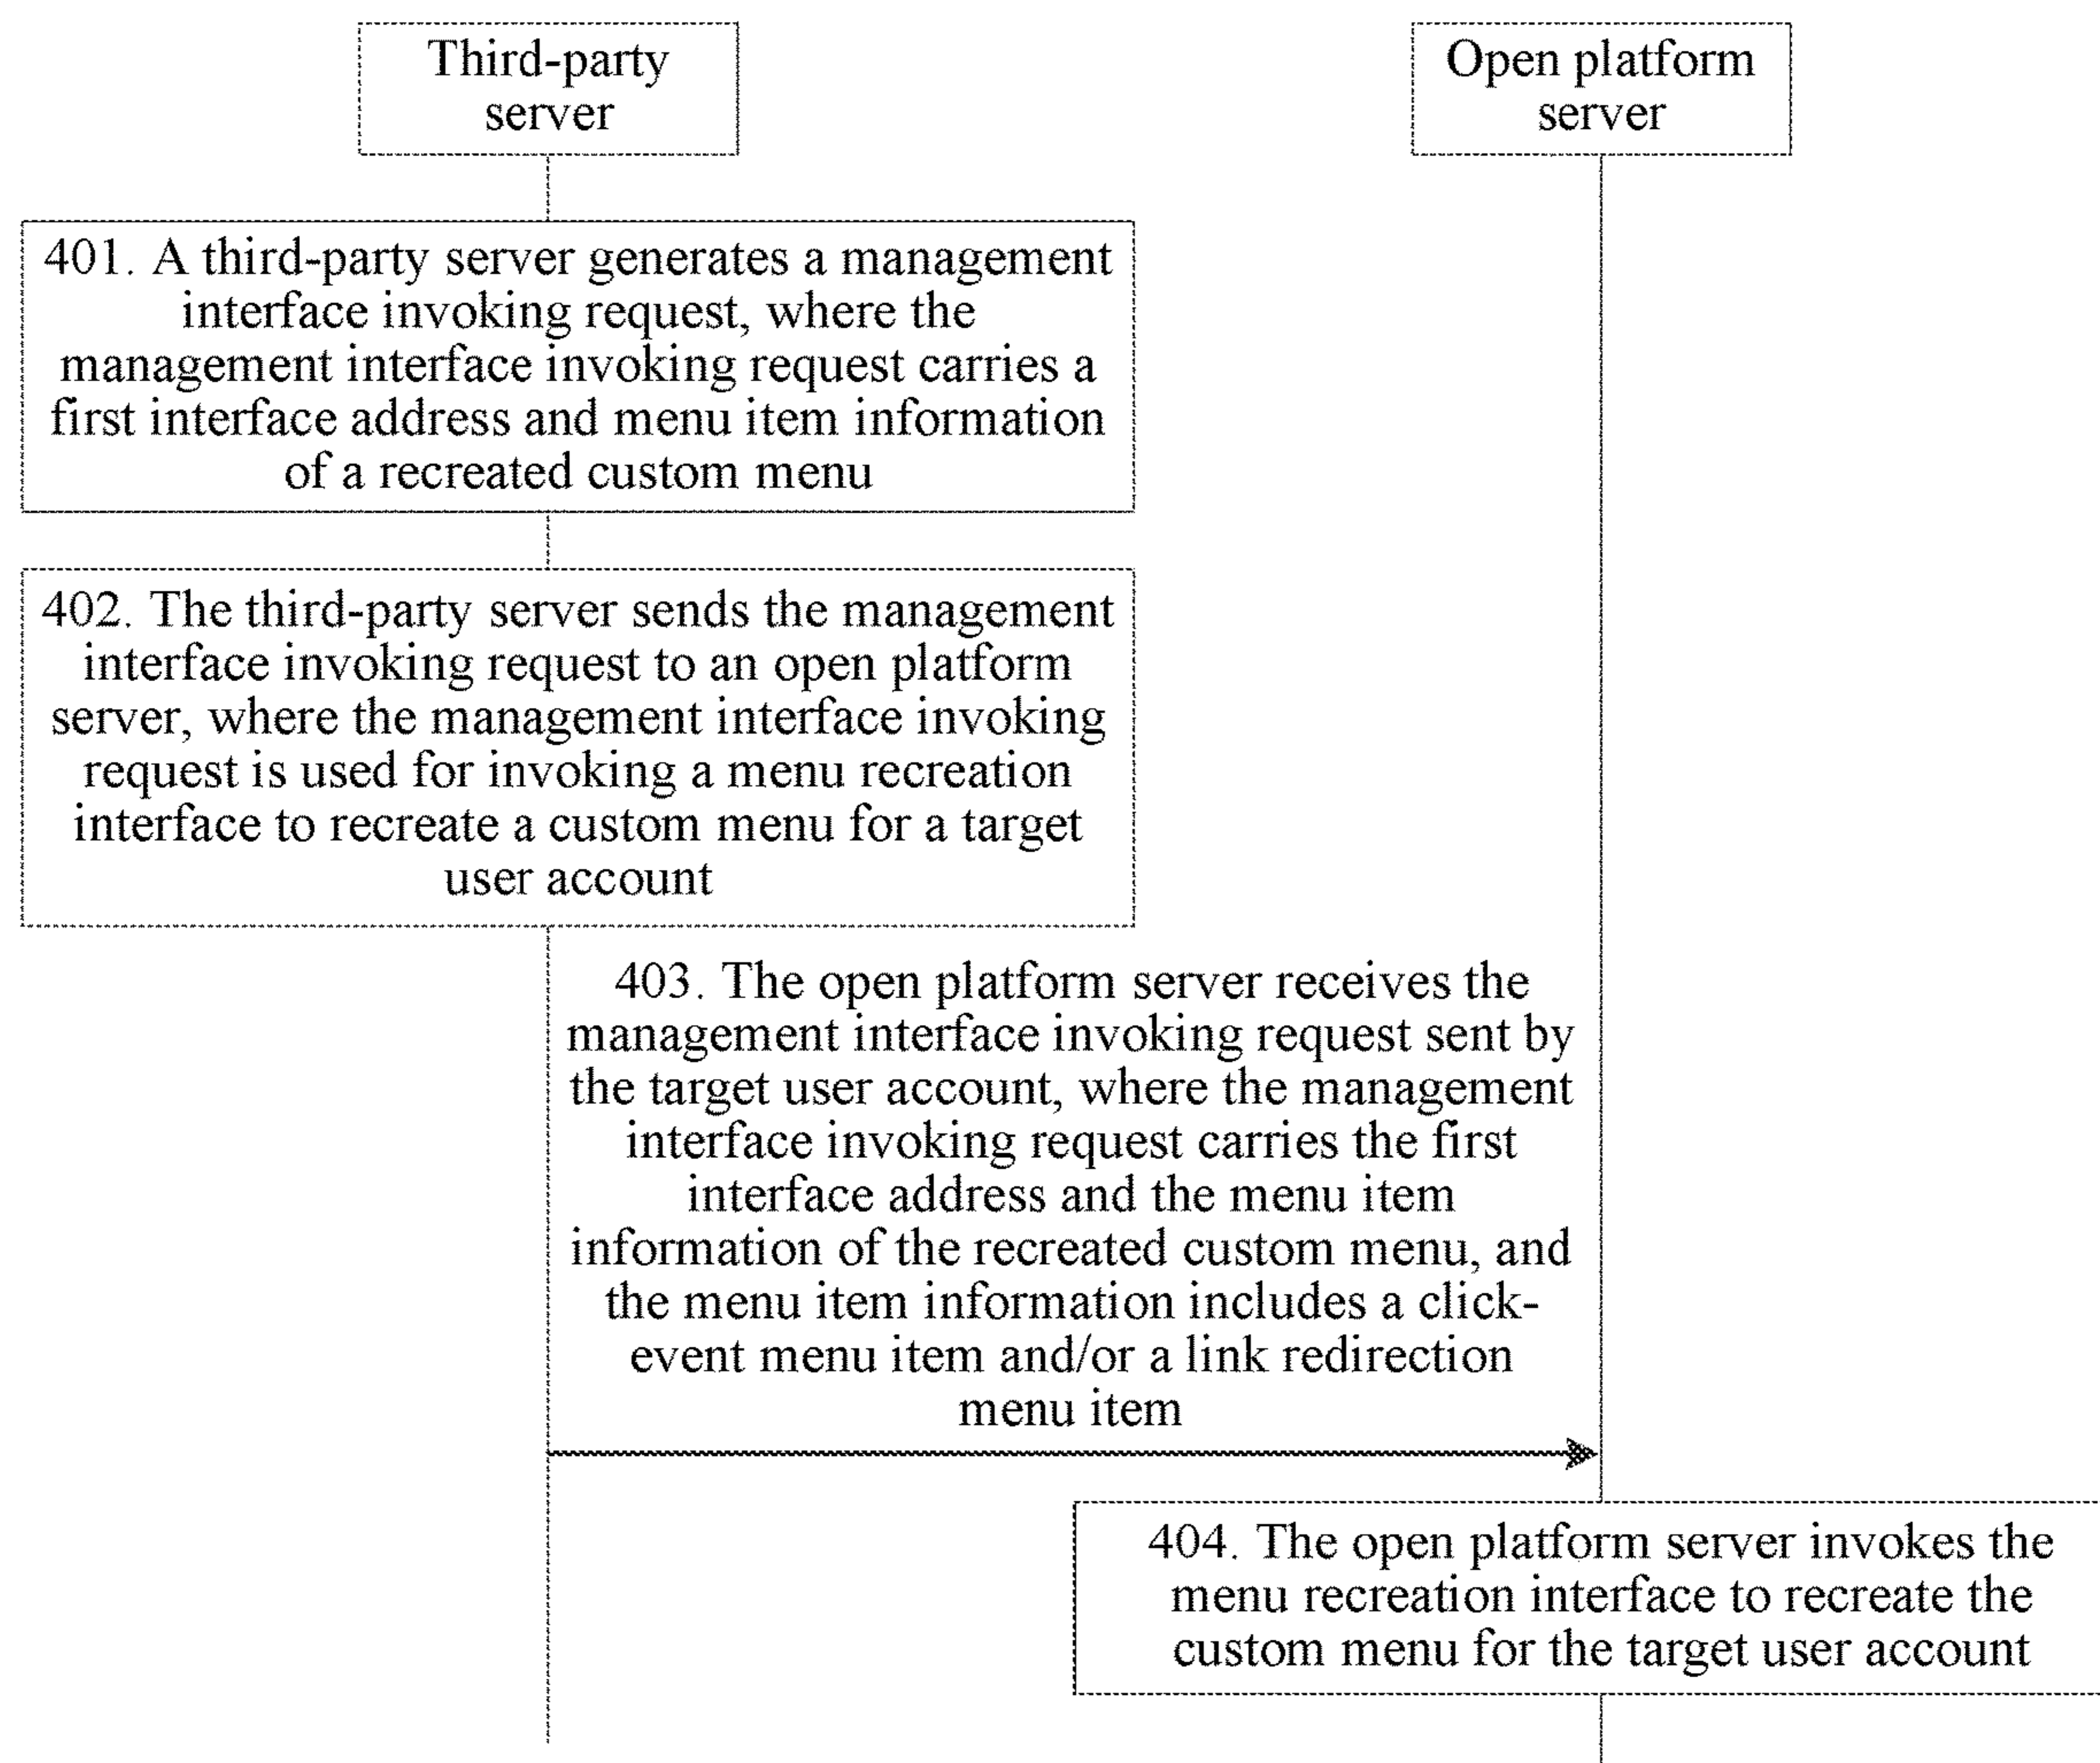 Third-party
server
Open platform
server
401. A third-party server generates a management
interface invoking request, where the
management interface invoking request carries a
first interface address and menu item information
of a recreated custom menu
402. The third-party server sends the management
interface invoking request to an open platform
server, where the management interface invoking
request is used for invoking a menu recreation
interface to recreate a custom menu for a target
user account
403. The open platform server receives the
management interface invoking request sent by
the target user account, where the management
interface invoking request carries the first
interface address and the menu item
information of the recreated custom menu, and
the menu item information includes a click-
event menu item and/or a link redirection
menu item
404. The open platform server invokes the
menu recreation interface to recreate the
custom menu for the target user account